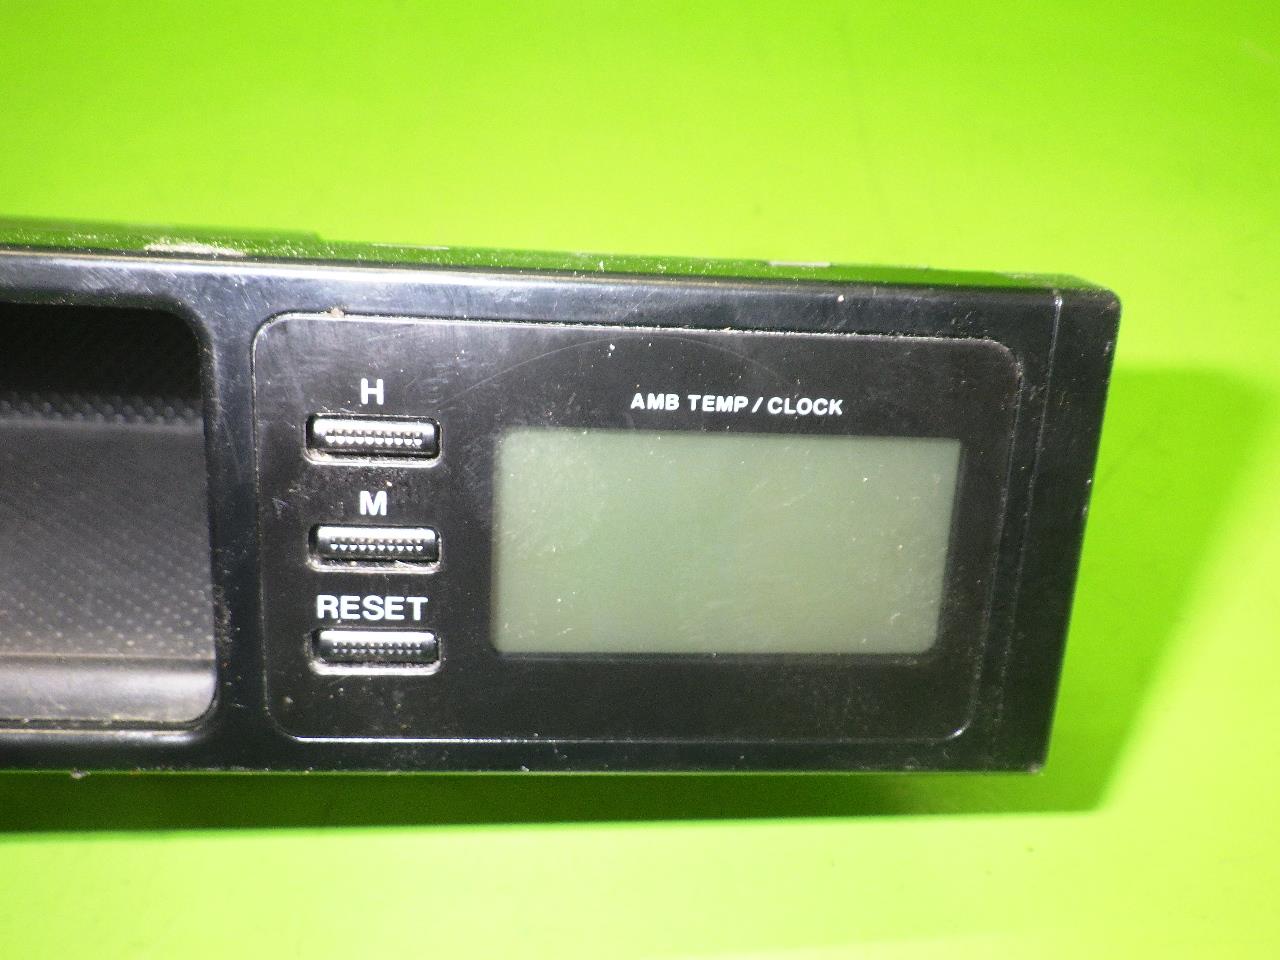 H
AMB TEMP / CLOCK
M
RESET